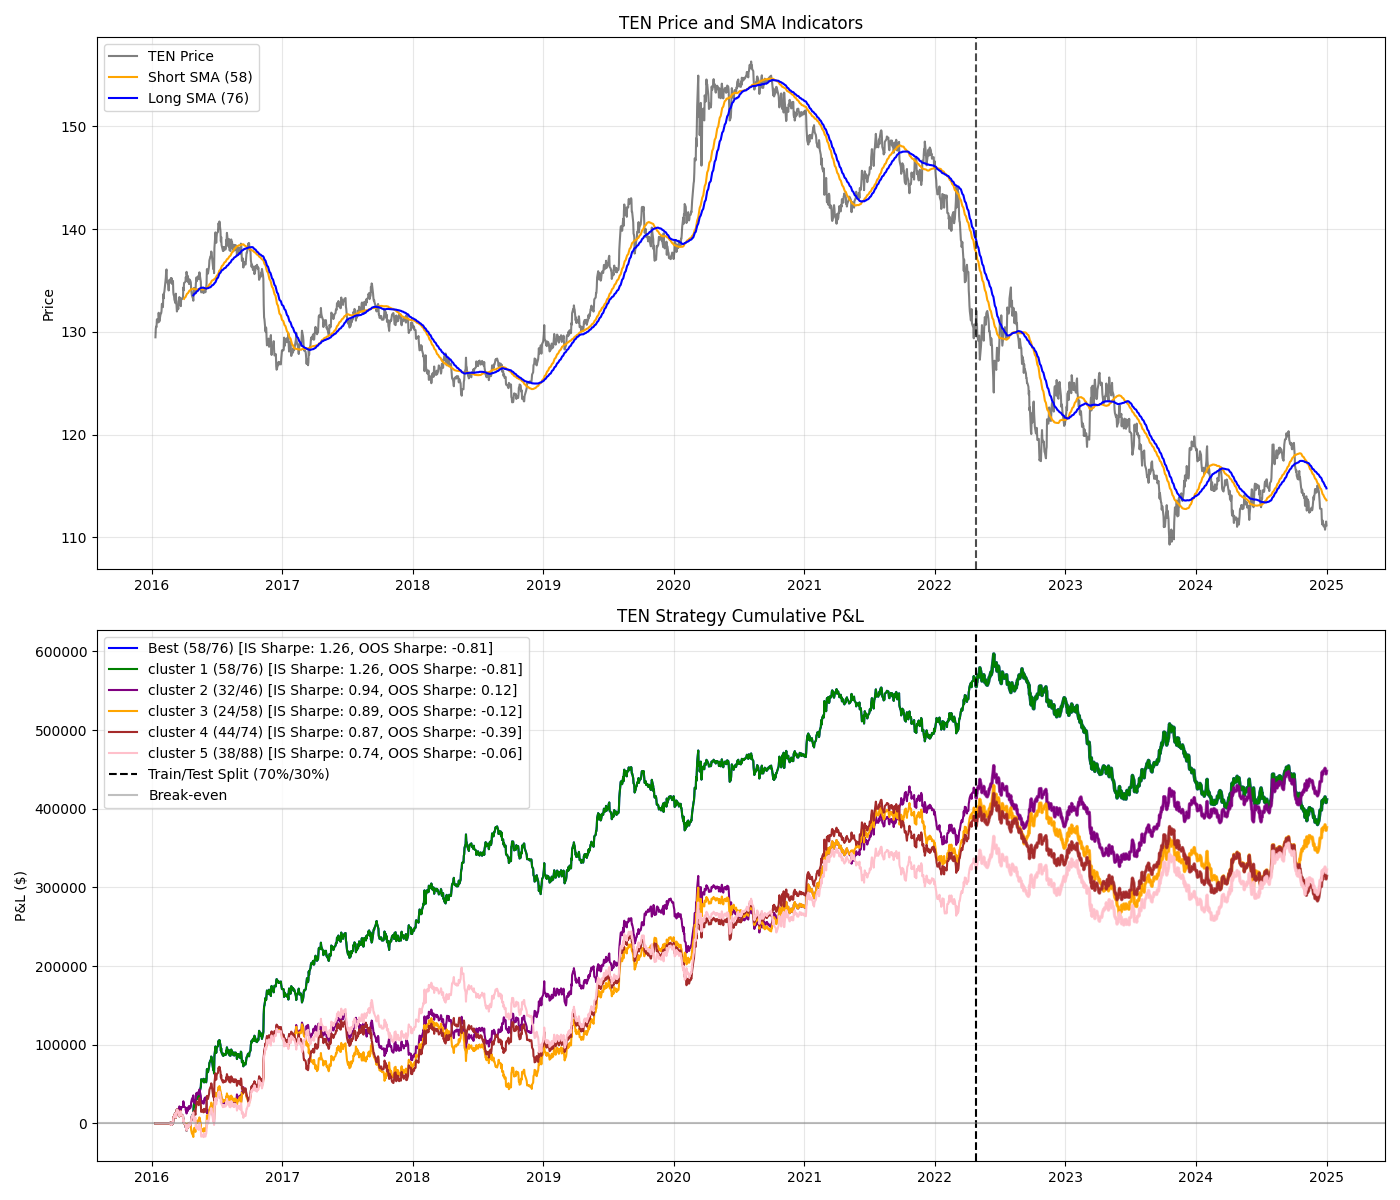 TEN Price and SMA Indicators
TEN Price
Short SMA (58)
Long SMA (76)
Price
150
140
130
120
110
2016 2017 2018 2019 2020 2021 2022 2023 2024 2025
TEN Strategy Cumulative P&L
Best (58/76) [IS Sharpe: 1.26, OOS Sharpe: -0.81]
cluster 1 (58/76) [IS Sharpe: 1.26, OOS Sharpe: -0.81]
cluster 2 (32/46) [IS Sharpe: 0.94, OOS Sharpe: 0.12]
cluster 3 (24/58) [IS Sharpe: 0.89, OOS Sharpe: -0.12]
cluster 4 (44/74) [IS Sharpe: 0.87, OOS Sharpe: -0.39]
cluster 5 (38/88) [IS Sharpe: 0.74, OOS Sharpe: -0.06]
Train/Test Split (70%/30%)
Break-even
P&L ($)
600000
500000
400000
300000
200000
100000
0
2016 2017 2018 2019 2020 2021 2022 2023 2024 2025